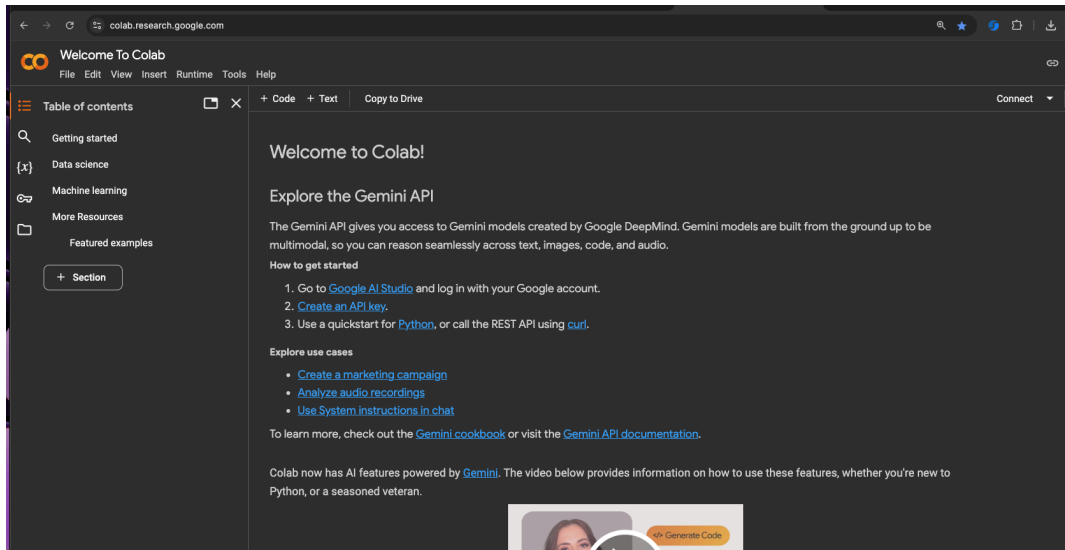 colab.research.google.com
Welcome To Colab
File Edit View Insert Runtime Tools Help
Table of contents
+ Code + Text Copy to Drive
Connect
Getting started
Data science
Machine learning
More Resources
Featured examples
+ Section
{x}
Welcome to Colab!
Explore the Gemini API
The Gemini API gives you access to Gemini models created by Google DeepMind. Gemini models are built from the ground up to be
multimodal, so you can reason seamlessly across text, images, code, and audio.
How to get started
1. Go to Google AI Studio and log in with your Google account.
2. Create an API key.
3. Use a quickstart for Python, or call the REST API using curl.
Explore use cases
• Create a marketing campaign
• Analyze audio recordings
• Use System instructions in chat
To learn more, check out the Gemini cookbook or visit the Gemini API documentation.
Colab now has AI features powered by Gemini. The video below provides information on how to use these features, whether you're new to
Python, or a seasoned veteran.
</> Generate Code